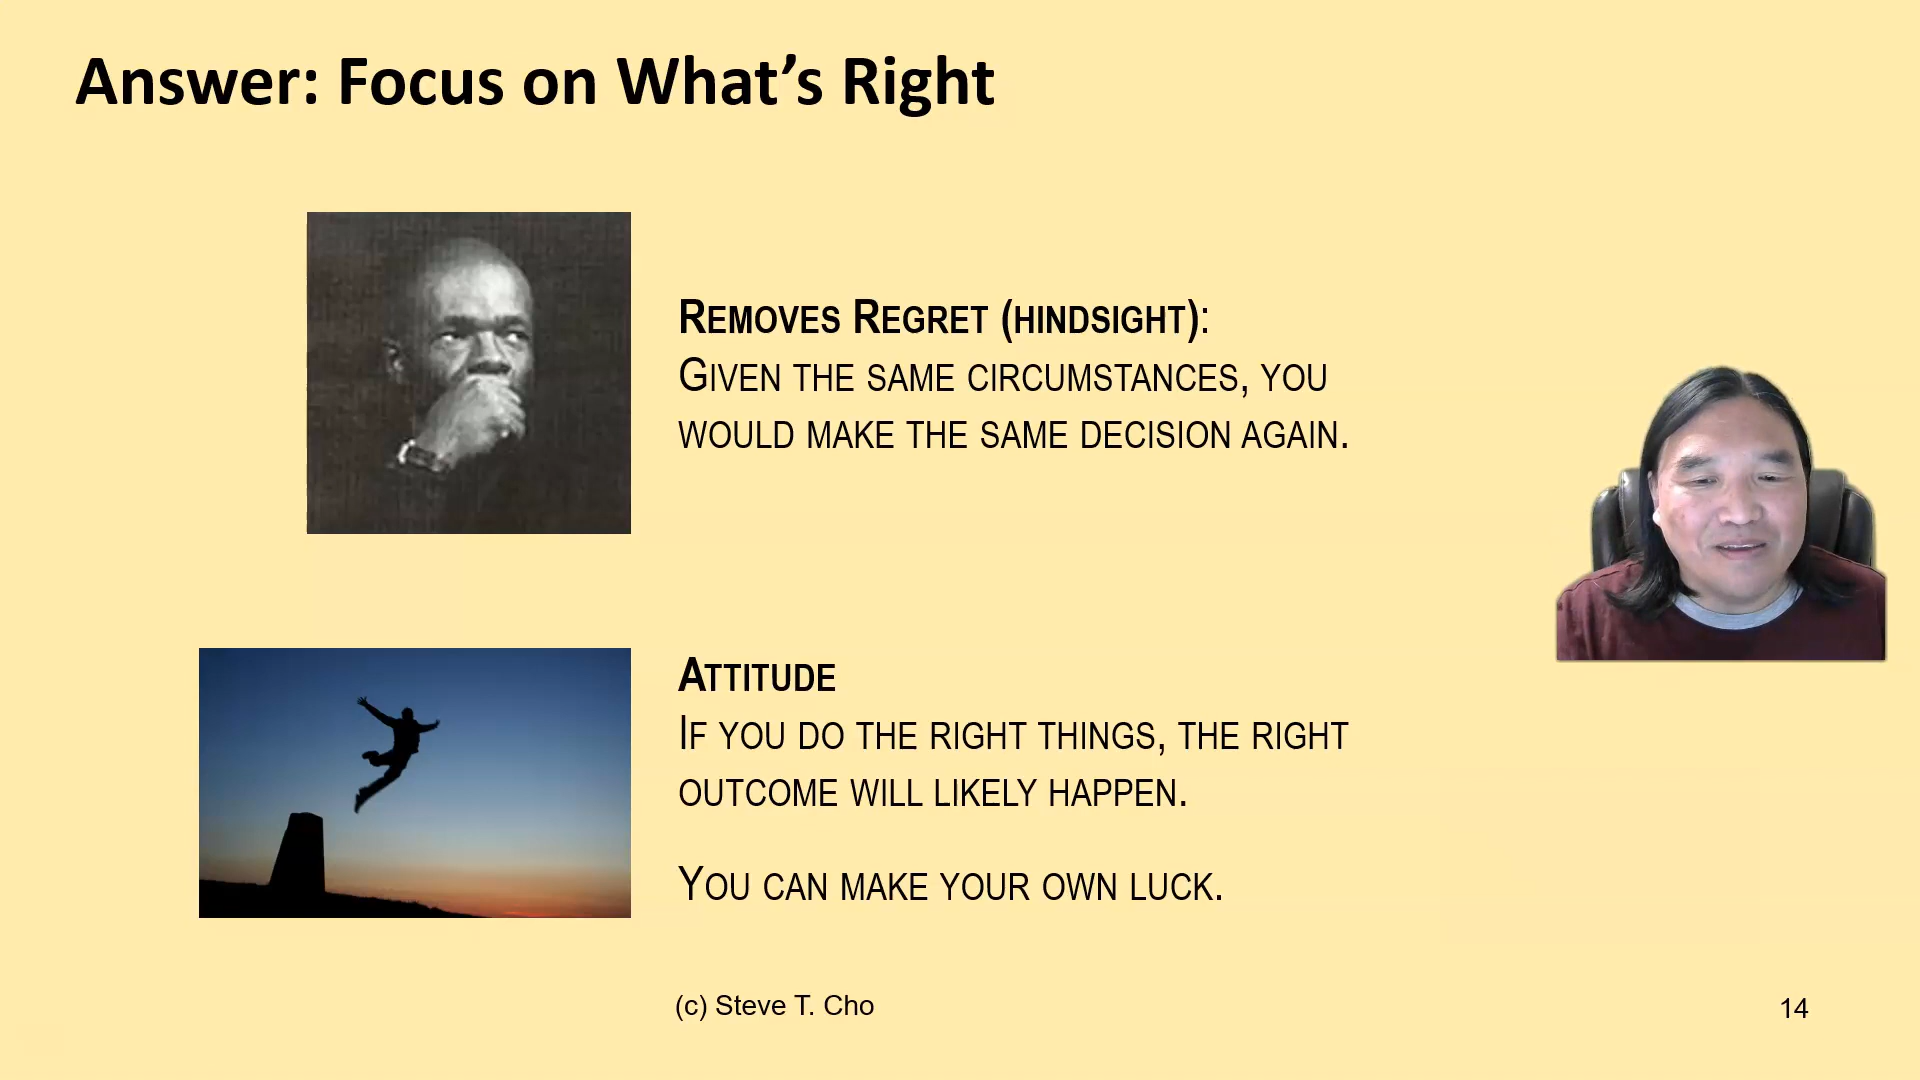 Answer: Focus on What’s Right
Removes Regret (hindsight):
Given the same circumstances, you
would make the same decision again.
Attitude
If you do the right things, the right
outcome will likely happen.
You can make your own luck.
(c) Steve T. Cho
14